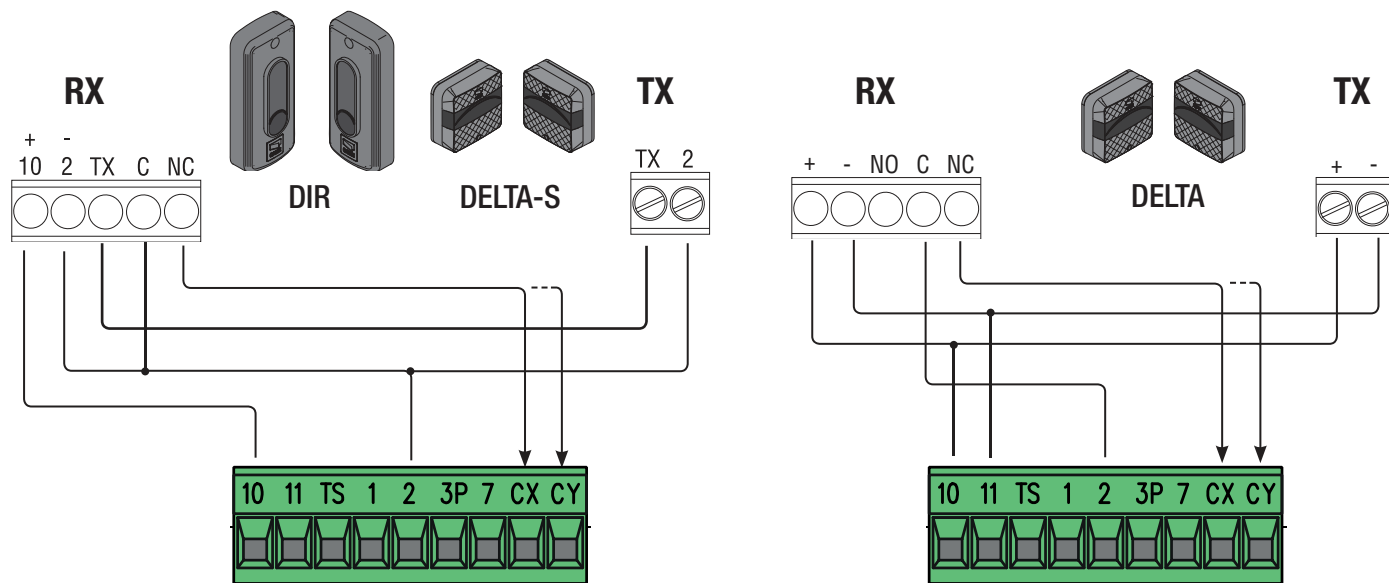 RX
TX
+ -
10 2 TX C NC
TX 2
DIR
DELTA-S
10 11 TS 1 2 3P 7 CX CY
RX
TX
+ - NO C NC
+ -
DELTA
10 11 TS 1 2 3P 7 CX CY